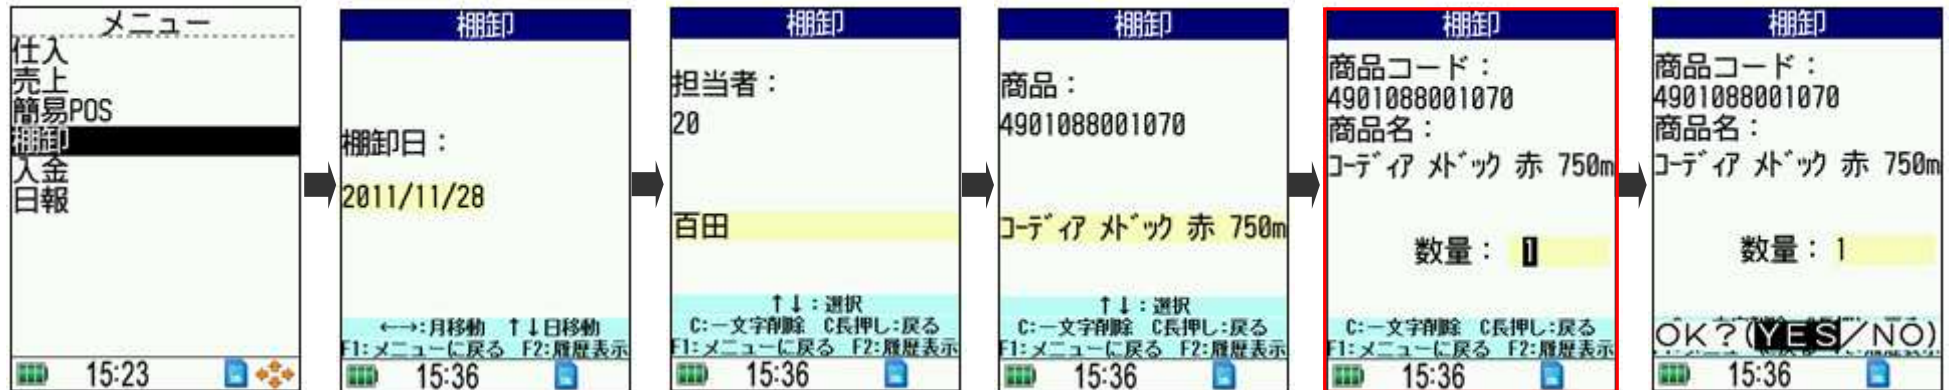 メニュー
仕入
売上
簡易POS
棚卸
入金
日報
15:23
棚卸
棚卸日：
2011/11/28
←→:月移動 ↑↓日移動
F1:メニューに戻る F2:履歴表示
15:36
棚卸
担当者：
20
百田
↑↓：選択
C:一文字削除 C長押し:戻る
F1:メニューに戻る F2:履歴表示
15:36
棚卸
商品：
4901088001070
ｺｰﾃﾞｨｱ ﾒﾄﾞｯｸ 赤 750m
↑↓：選択
C:一文字削除 C長押し:戻る
F1:メニューに戻る F2:履歴表示
15:36
棚卸
商品コード：
4901088001070
商品名：
ｺｰﾃﾞｨｱ ﾒﾄﾞｯｸ 赤 750m
数量： 1
C:一文字削除 C長押し:戻る
F1:メニューに戻る F2:履歴表示
15:36
棚卸
商品コード：
4901088001070
商品名：
ｺｰﾃﾞｨｱ ﾒﾄﾞｯｸ 赤 750m
数量：1
OK？(YES／NO)
15:36